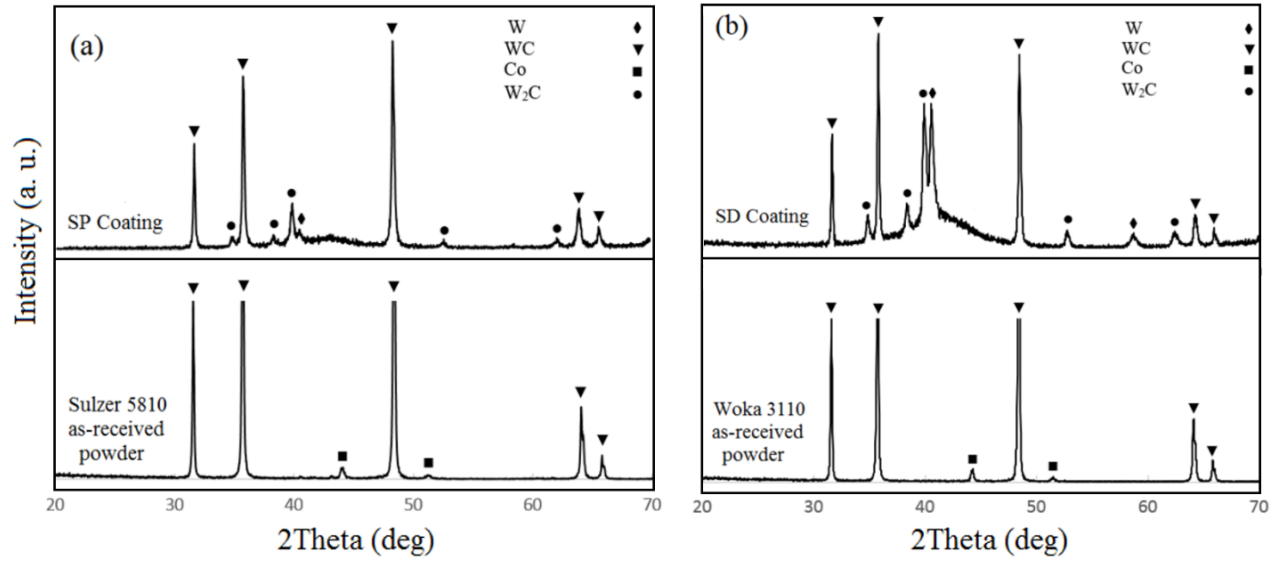 (a)
W ♦
WC ▼
Co ■
W₂C ●
SP Coating
Sulzer 5810
as-received
powder
20 30 40 50 60 70
2Theta (deg)
Intensity (a. u.)
(b)
W ♦
WC ▼
Co ■
W₂C ●
SD Coating
Woka 3110
as-received
powder
20 30 40 50 60 70
2Theta (deg)